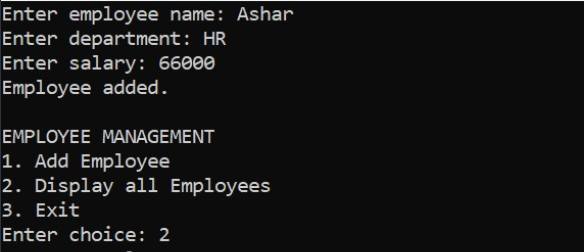 Enter employee name: Ashar
Enter department: HR
Enter salary: 66000
Employee added.
EMPLOYEE MANAGEMENT
1. Add Employee
2. Display all Employees
3. Exit
Enter choice: 2